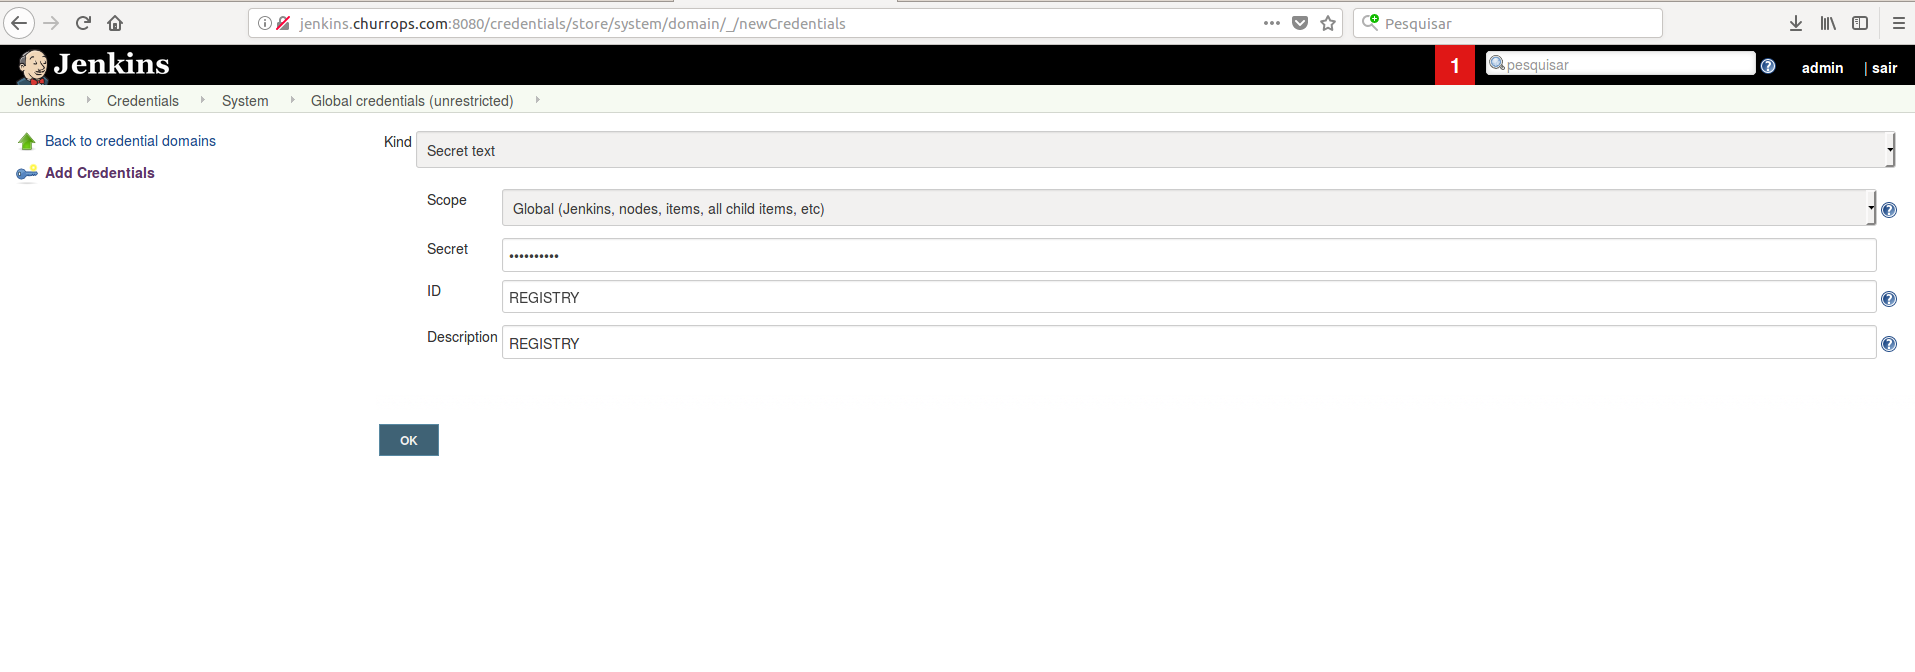 jenkins.churrops.com:8080/credentials/store/system/domain/_/newCredentials
Pesquisar
Jenkins
1
pesquisar
admin
| sair
Jenkins
Credentials
System
Global credentials (unrestricted)
Back to credential domains
Add Credentials
Kind
Secret text
Scope
Global (Jenkins, nodes, items, all child items, etc)
Secret
••••••••••
ID
REGISTRY
Description
REGISTRY
OK